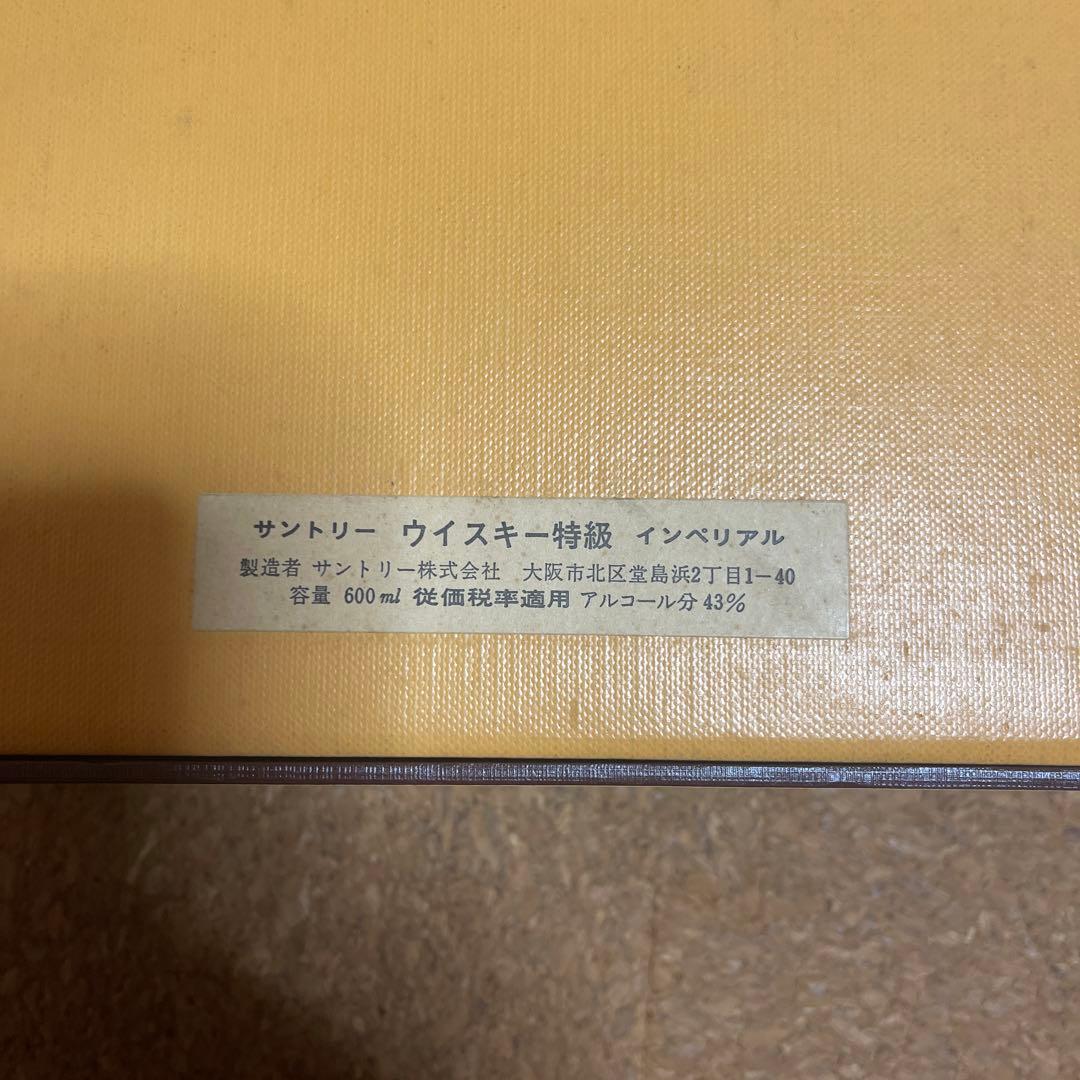 サントリー ウイスキー特級 インペリアル
製造者 サントリー株式会社 大阪市北区堂島浜2丁目1-40
容量 600ml 従価税率適用 アルコール分43%